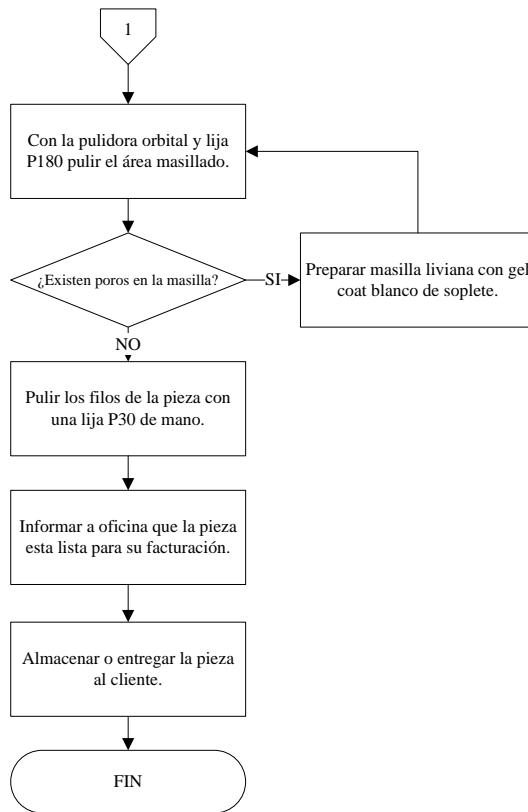 1
Con la pulidora orbital y lija
P180 pulir el área masillado.
¿Existen poros en la masilla?
SI
Preparar masilla liviana con gel
coat blanco de soplete.
NO
Pulir los filos de la pieza con
una lija P30 de mano.
Informar a oficina que la pieza
esta lista para su facturación.
Almacenar o entregar la pieza
al cliente.
FIN